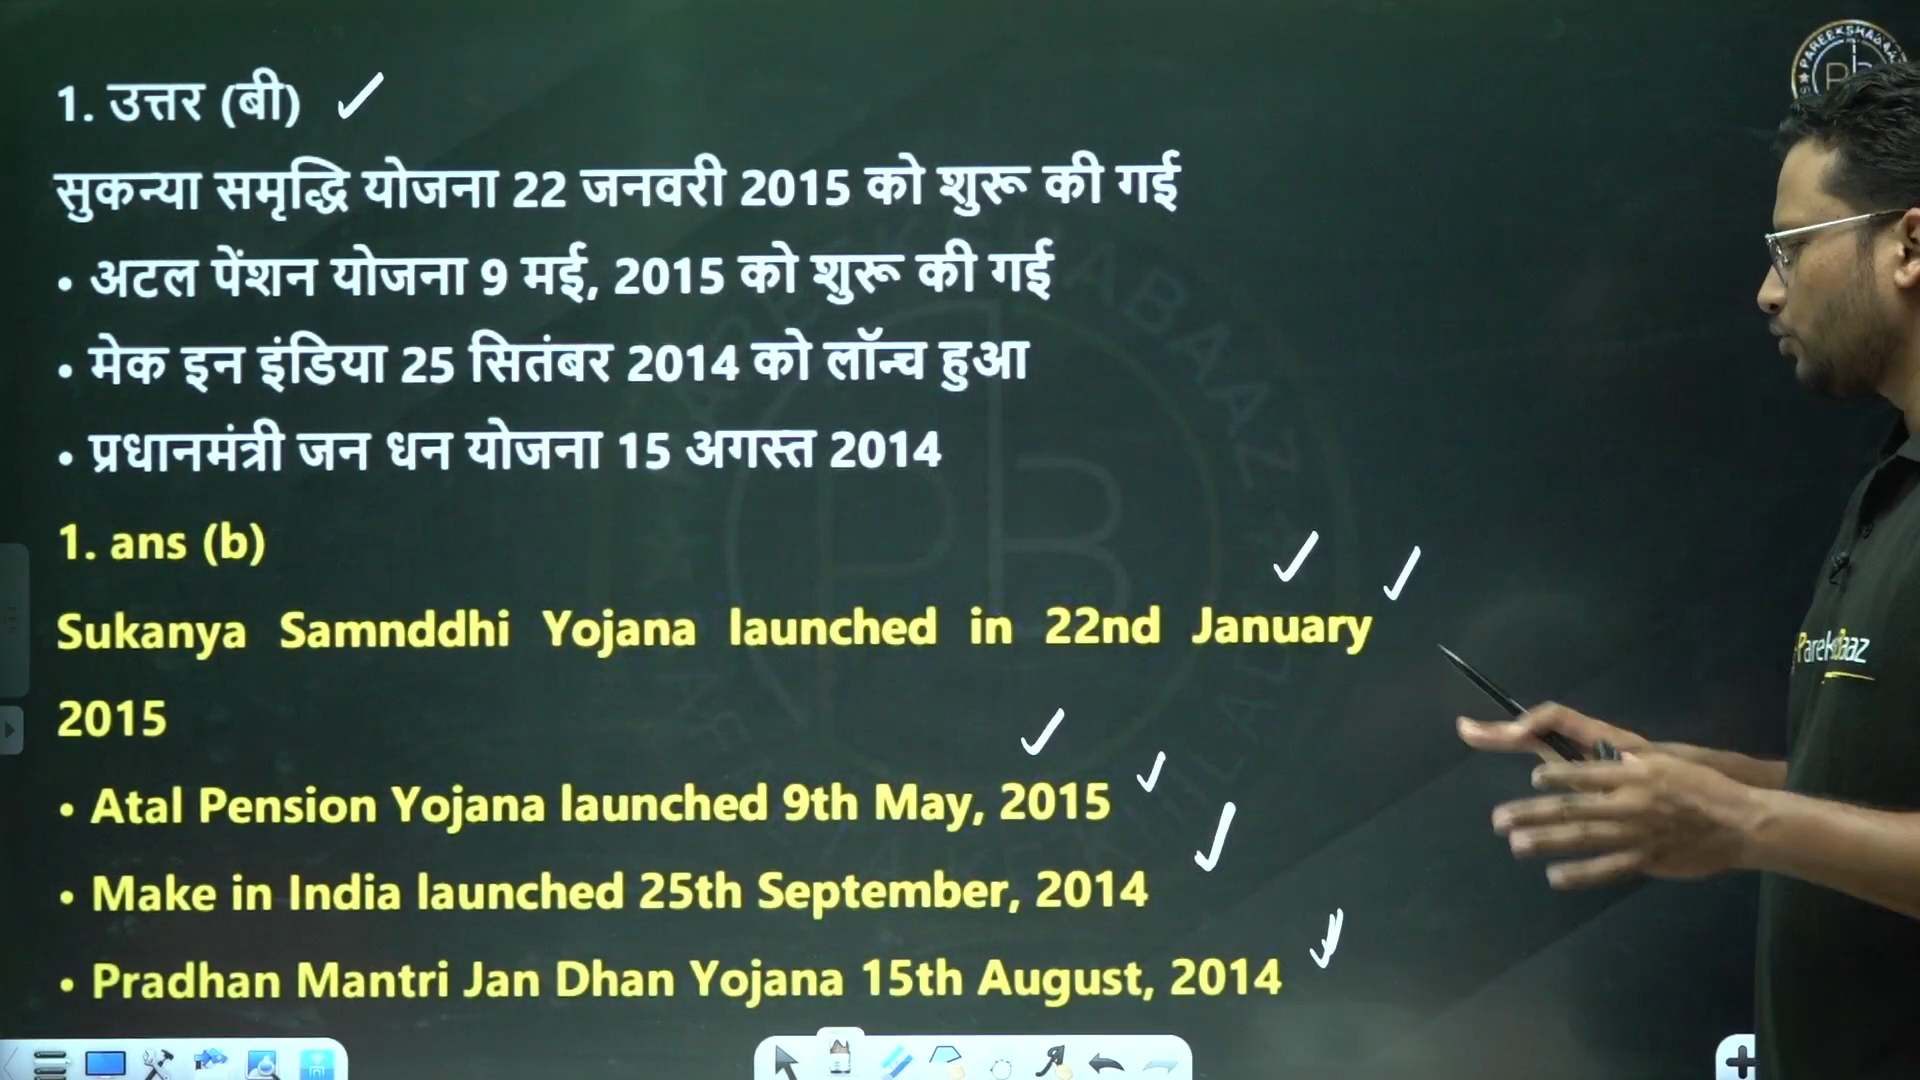 1. उत्तर (बी)
सुकन्या समृद्धि योजना 22 जनवरी 2015 को शुरू की गई
• अटल पेंशन योजना 9 मई, 2015 को शुरू की गई
• मेक इन इंडिया 25 सितंबर 2014 को लॉन्च हुआ
• प्रधानमंत्री जन धन योजना 15 अगस्त 2014
1. ans (b)
Sukanya Samnddhi Yojana launched in 22nd January
2015
• Atal Pension Yojana launched 9th May, 2015
• Make in India launched 25th September, 2014
• Pradhan Mantri Jan Dhan Yojana 15th August, 2014